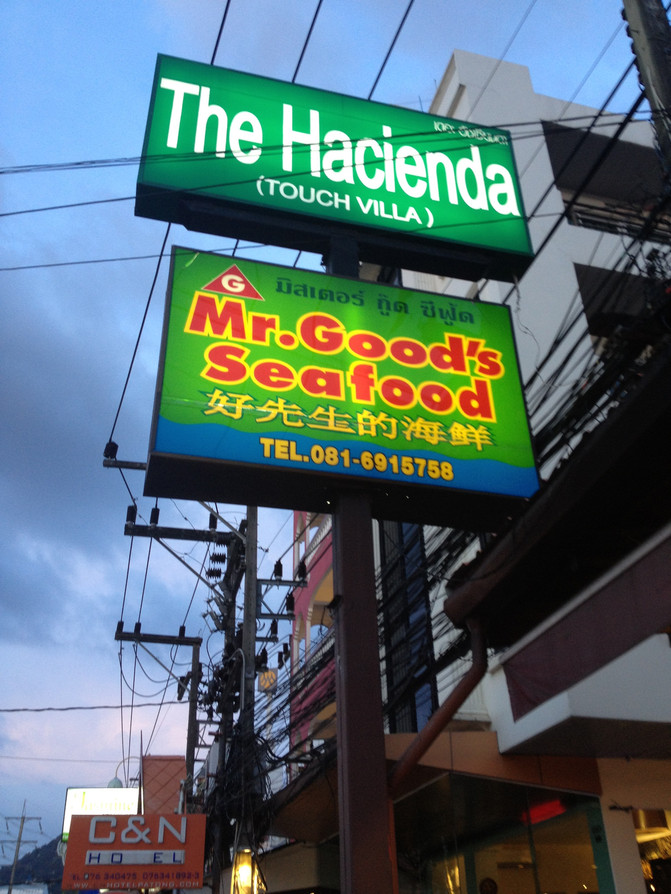 The Hacienda
(TOUCH VILLA)
G
มิสเตอร์ กู๊ด ซีฟู้ด
Mr.Good's
Seafood
好先生的海鮮
TEL.081-6915758
C&N
HOTEL